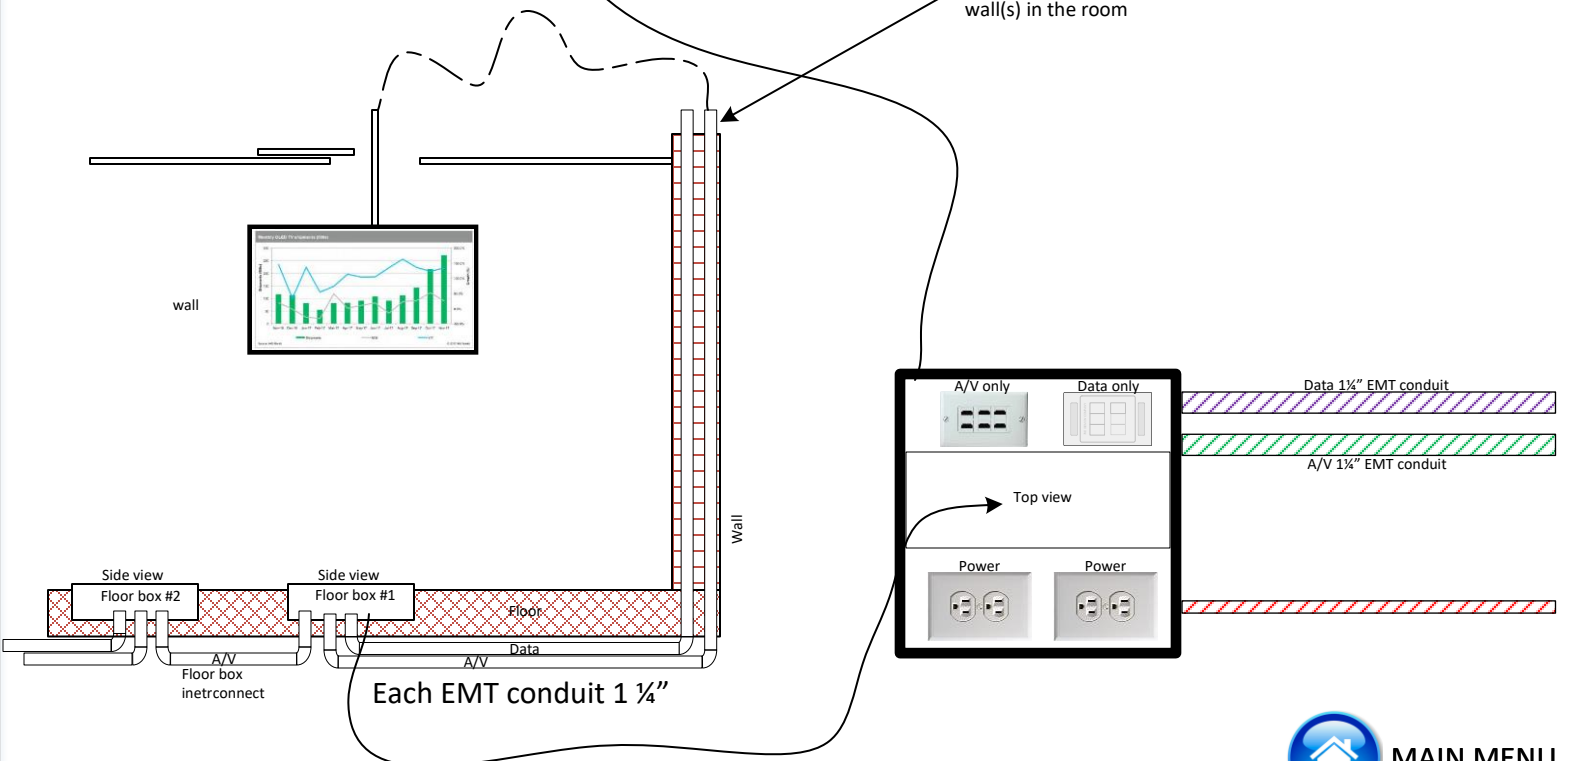 wall(s) in the room
wall
A/V only
Data only
Data 1¼” EMT conduit
A/V 1¼” EMT conduit
Top view
Wall
Power
Power
Side view
Floor box #2
Side view
Floor box #1
Floor
Data
A/V
A/V
Floor box
inetrconnect
Each EMT conduit 1 ¼”
MAIN MENU